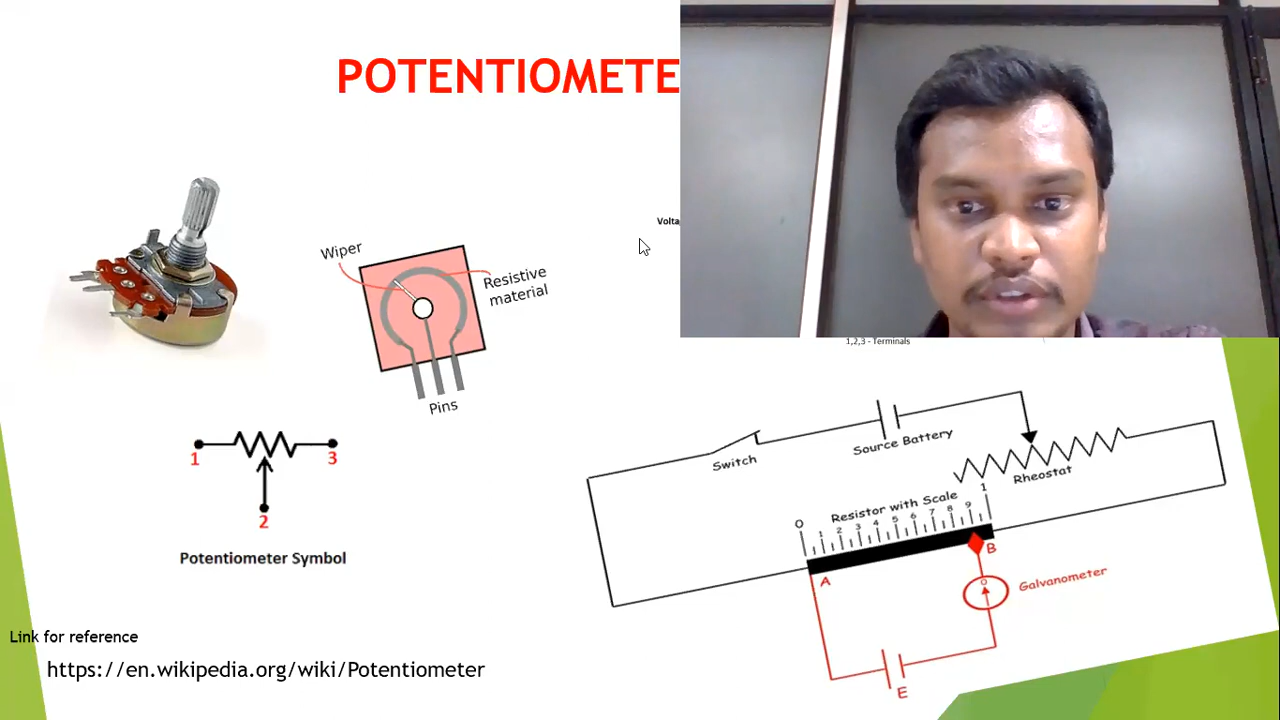 POTENTIOMETE
Volta
Wiper
Resistive
material
Pins
1,2,3 - Terminals
1
3
2
Potentiometer Symbol
Switch
Source Battery
Rheostat
Resistor with Scale
0
1 2 3 4 5 6 7 8 9
1
A
B
0
Galvanometer
E
Link for reference
https://en.wikipedia.org/wiki/Potentiometer